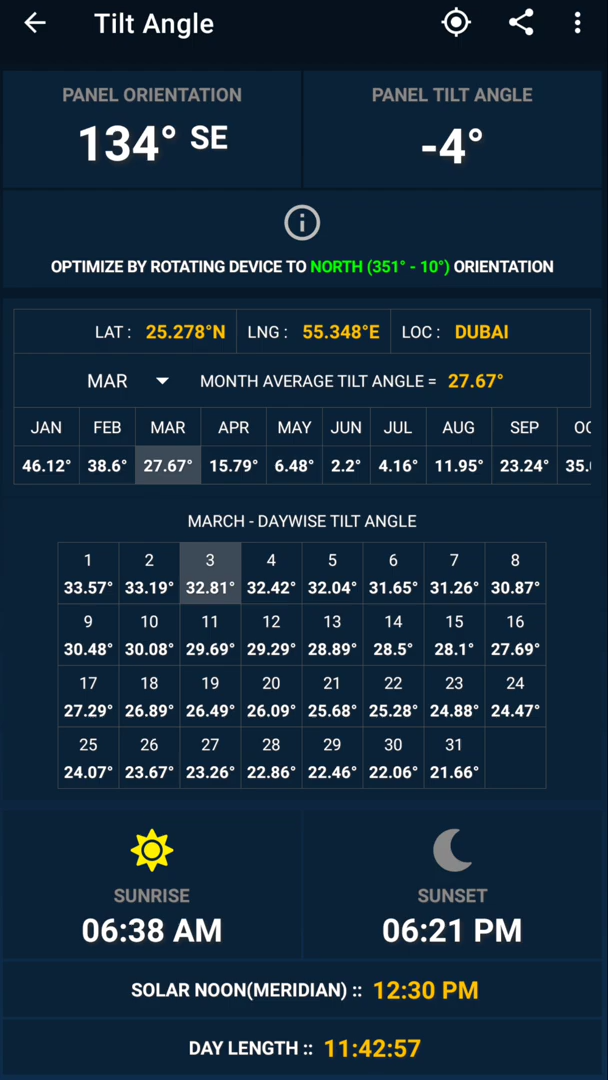 Tilt Angle
PANEL ORIENTATION
134° SE
PANEL TILT ANGLE
-4°
OPTIMIZE BY ROTATING DEVICE TO NORTH (351° - 10°) ORIENTATION
LAT : 25.278°N LNG : 55.348°E LOC : DUBAI
MAR MONTH AVERAGE TILT ANGLE = 27.67°
JAN FEB MAR APR MAY JUN JUL AUG SEP
46.12° 38.6° 27.67° 15.79° 6.48° 2.2° 4.16° 11.95° 23.24°
MARCH - DAYWISE TILT ANGLE
1 2 3 4 5 6 7 8
33.57° 33.19° 32.81° 32.42° 32.04° 31.65° 31.26° 30.87°
9 10 11 12 13 14 15 16
30.48° 30.08° 29.69° 29.29° 28.89° 28.5° 28.1° 27.69°
17 18 19 20 21 22 23 24
27.29° 26.89° 26.49° 26.09° 25.68° 25.28° 24.88° 24.47°
25 26 27 28 29 30 31
24.07° 23.67° 23.26° 22.86° 22.46° 22.06° 21.66°
SUNRISE
06:38 AM
SUNSET
06:21 PM
SOLAR NOON(MERIDIAN) :: 12:30 PM
DAY LENGTH :: 11:42:57